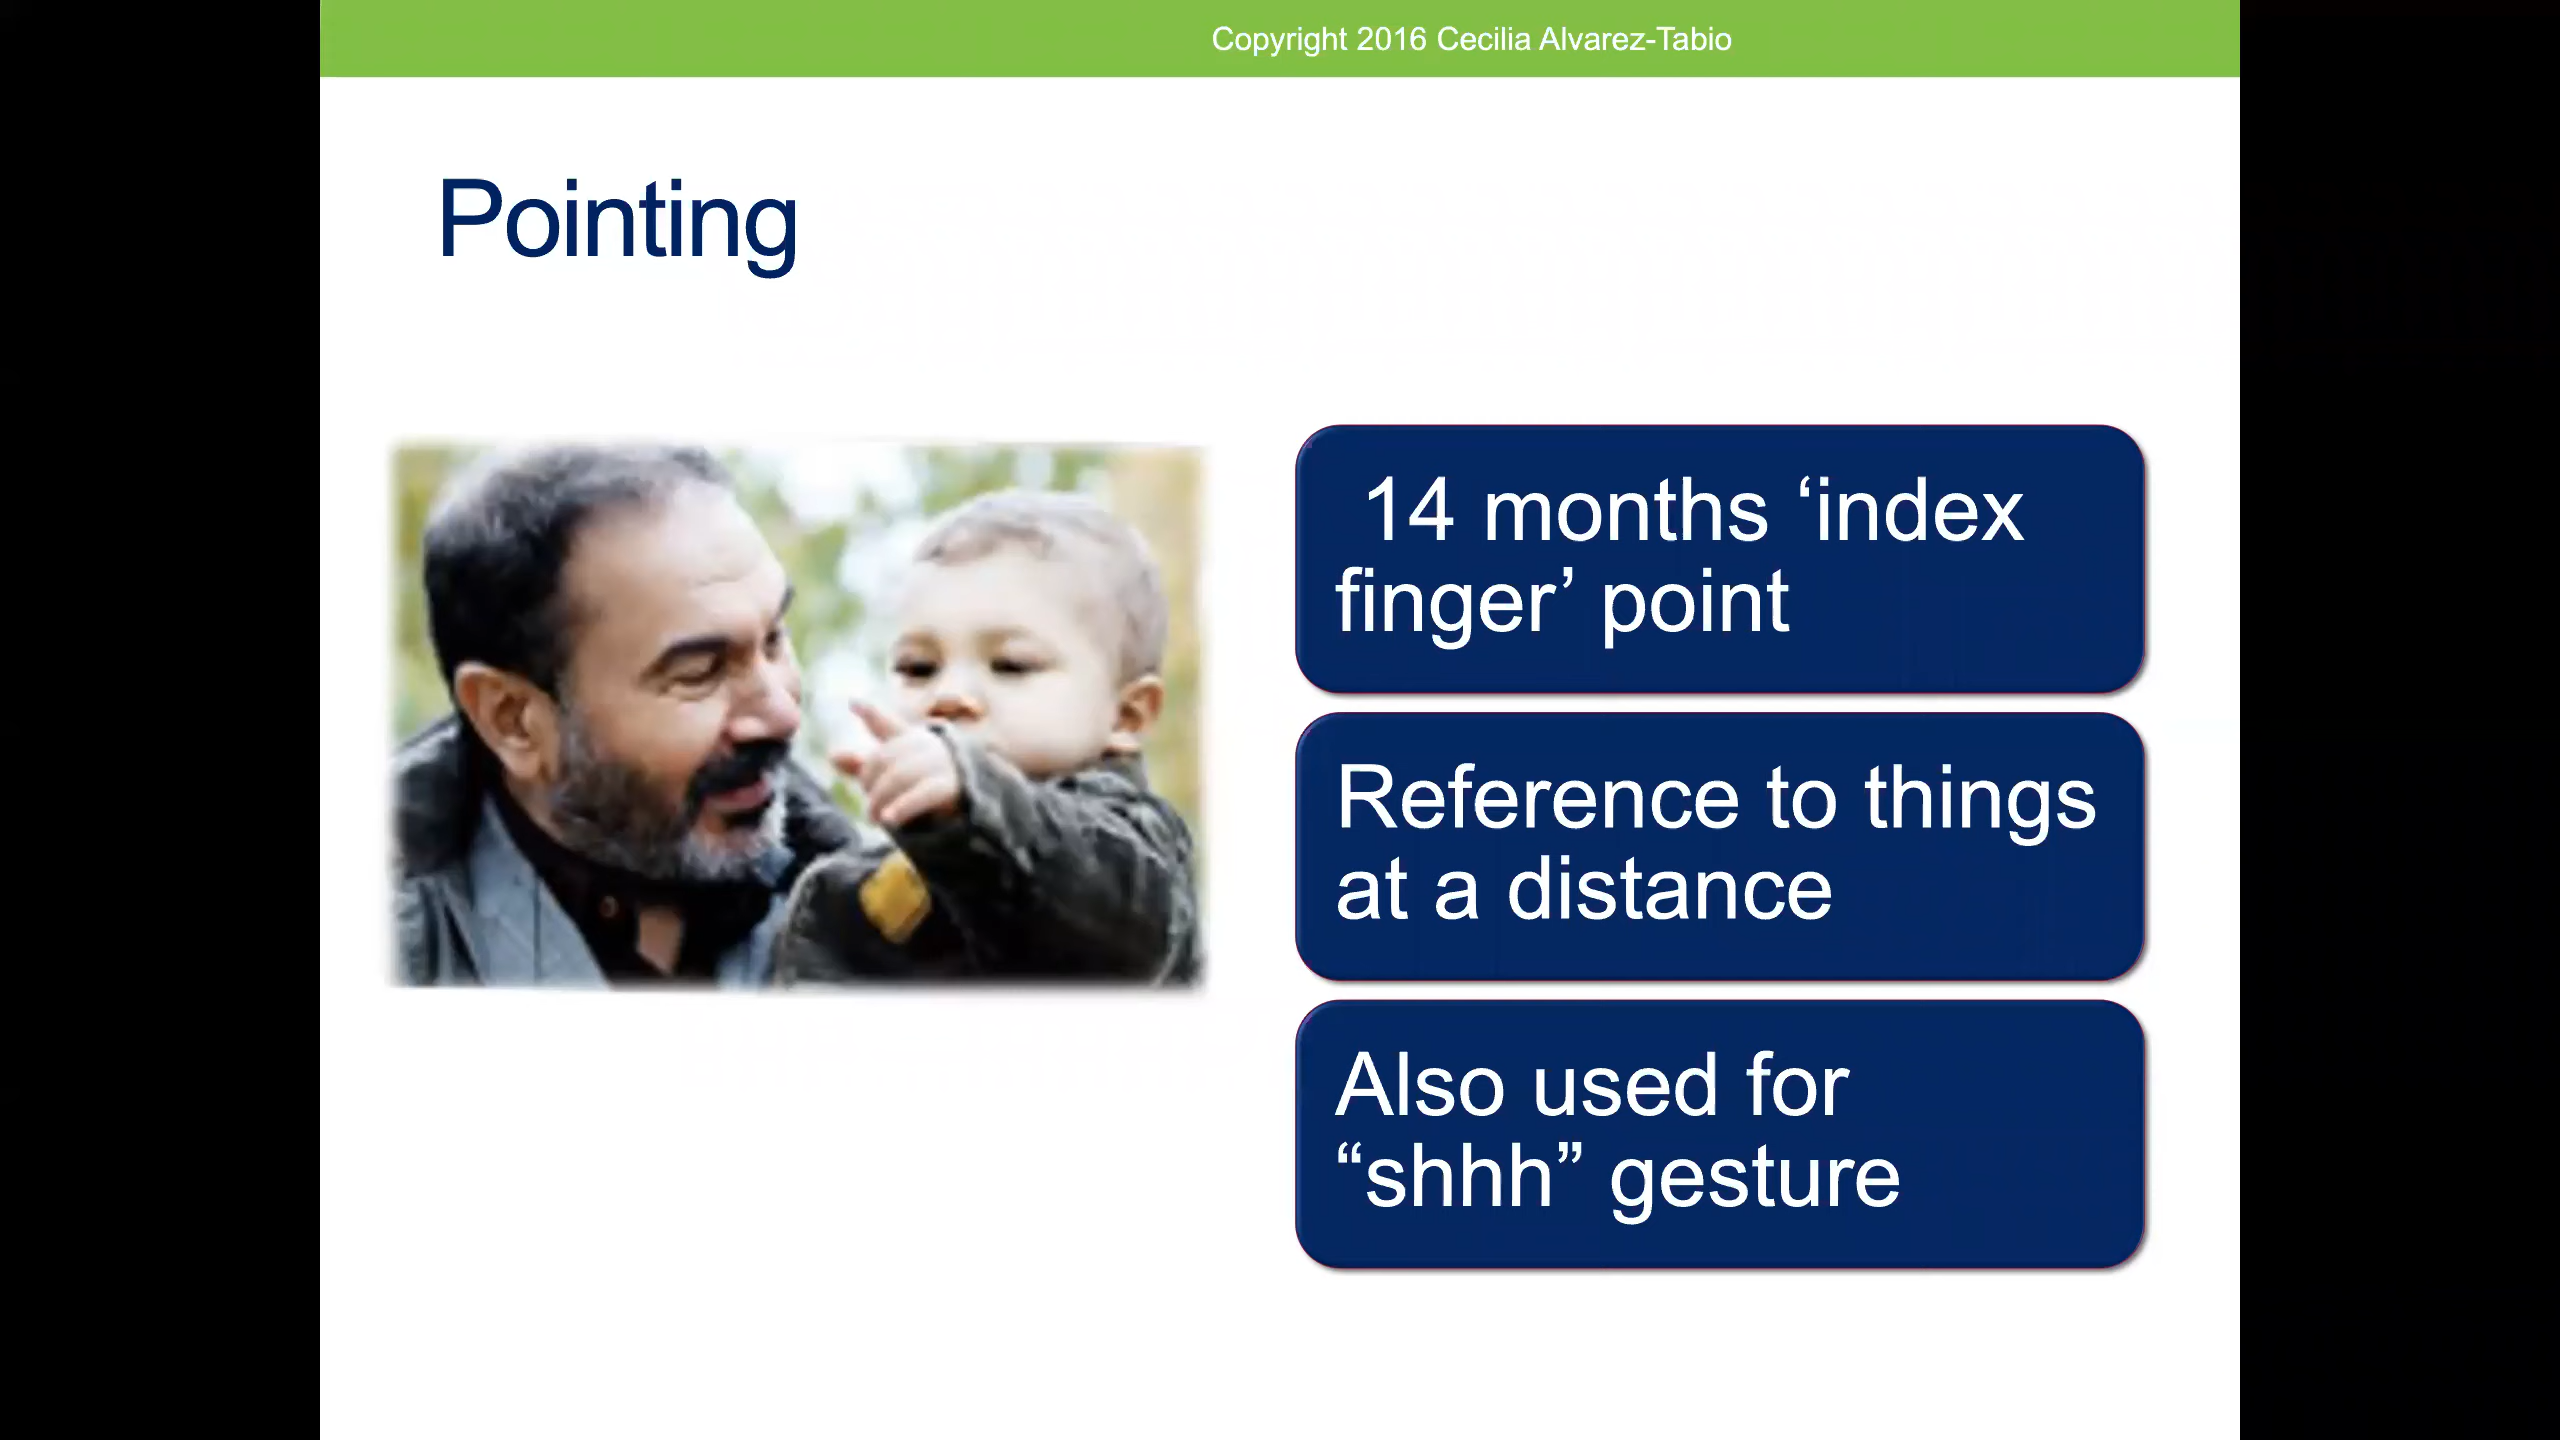 Copyright 2016 Cecilia Alvarez-Tabio
Pointing
14 months ‘index
finger’ point
Reference to things
at a distance
Also used for
“shhh” gesture